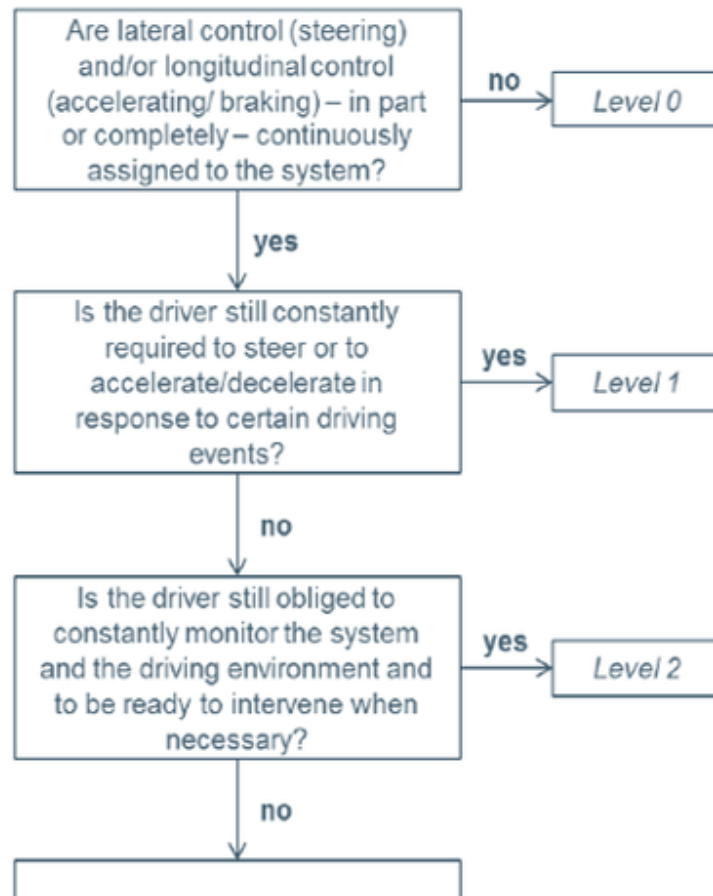 Are lateral control (steering)
and/or longitudinal control
(accelerating/ braking) – in part
or completely – continuously
assigned to the system?
no
Level 0
yes
Is the driver still constantly
required to steer or to
accelerate/decelerate in
response to certain driving
events?
yes
Level 1
no
Is the driver still obliged to
constantly monitor the system
and the driving environment and
to be ready to intervene when
necessary?
yes
Level 2
no